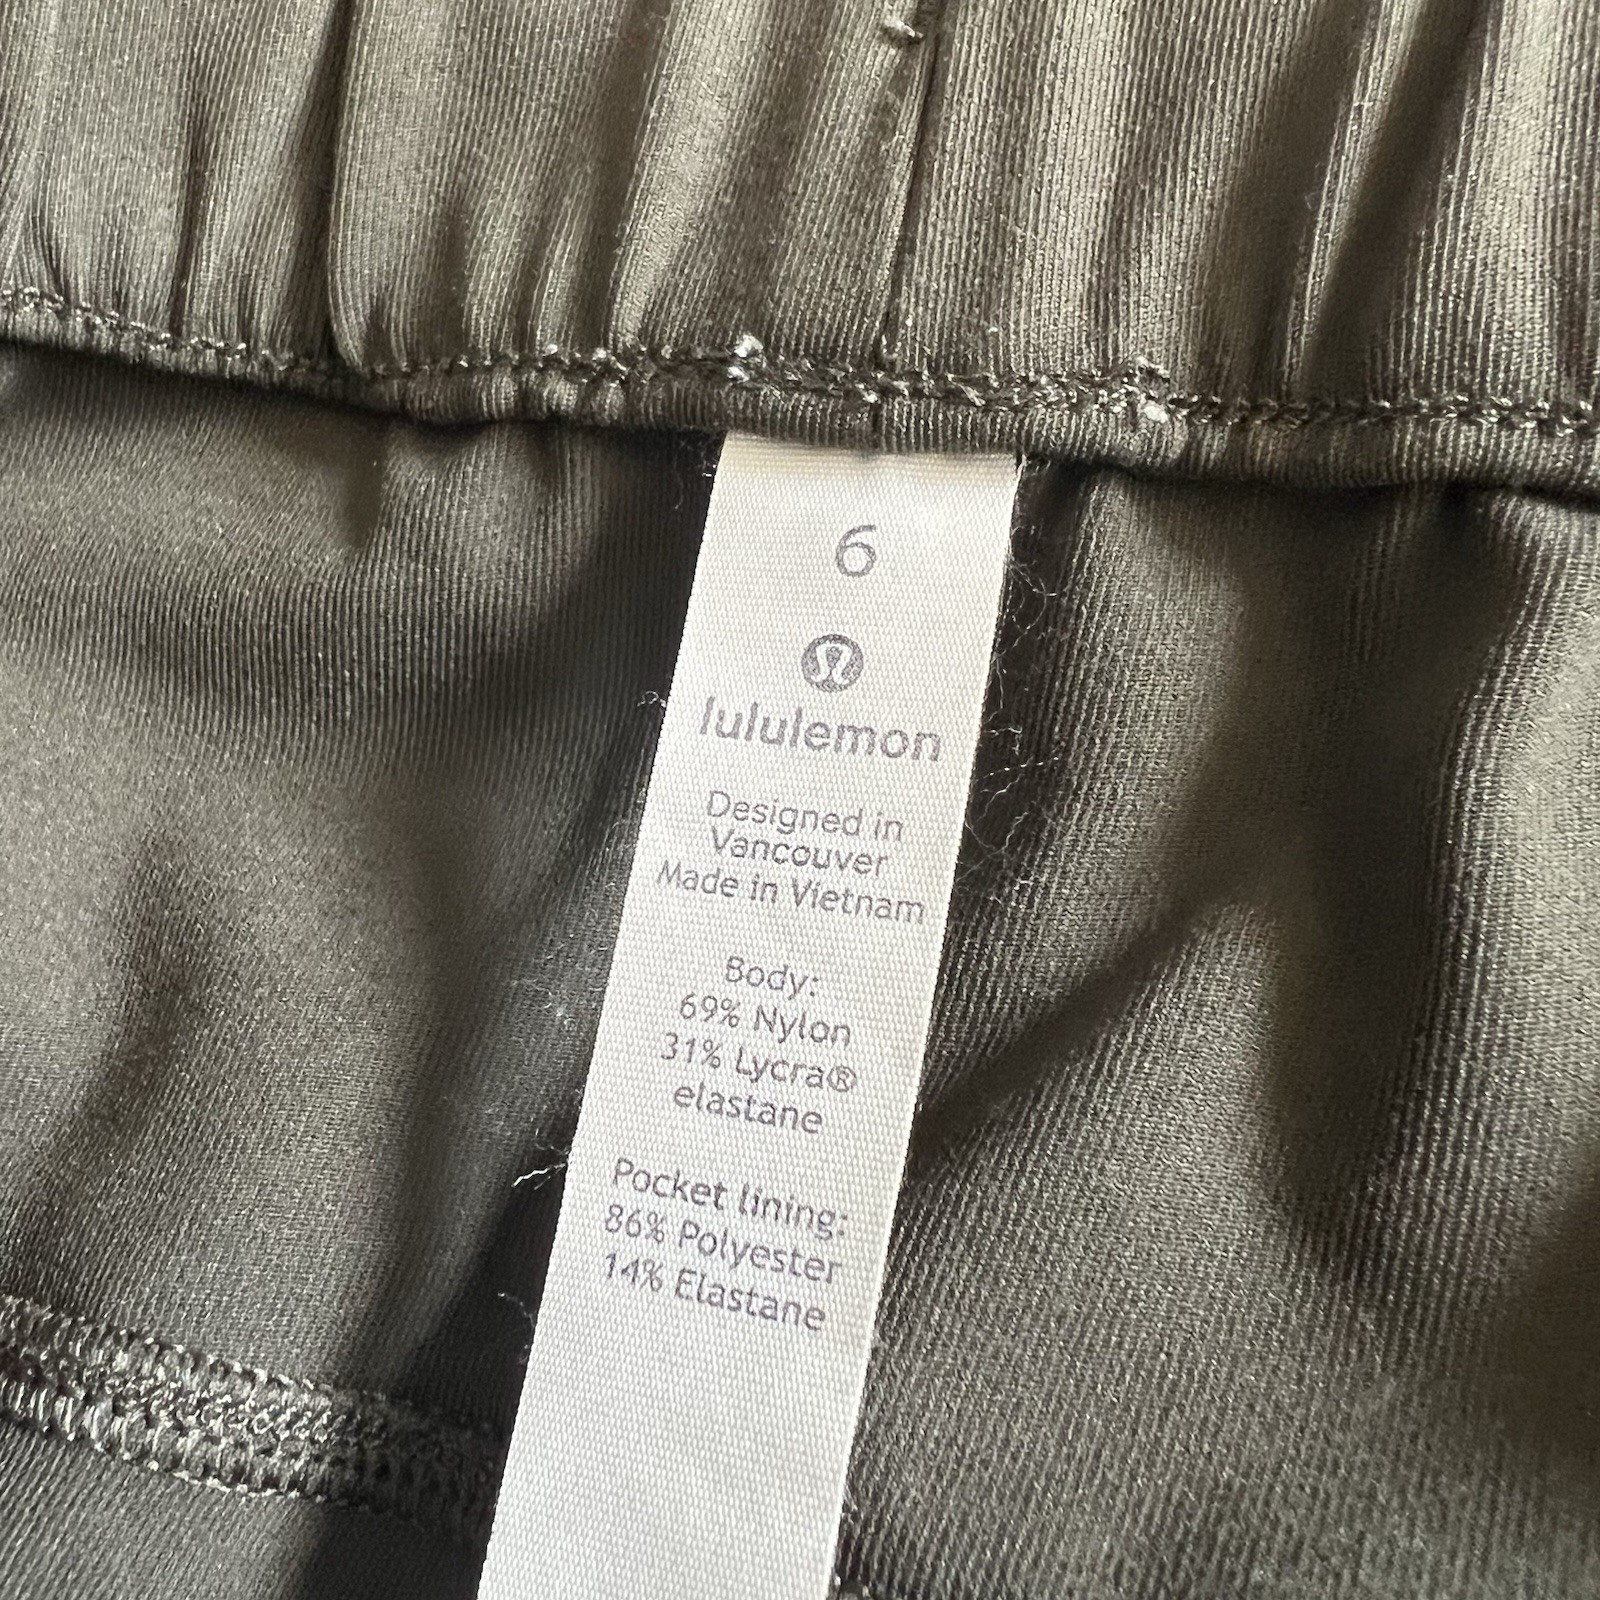 6
lululemon
Designed in
Vancouver
Made in Vietnam
Body:
69% Nylon
31% Lycra®
elastane
Pocket lining:
86% Polyester
14% Elastane